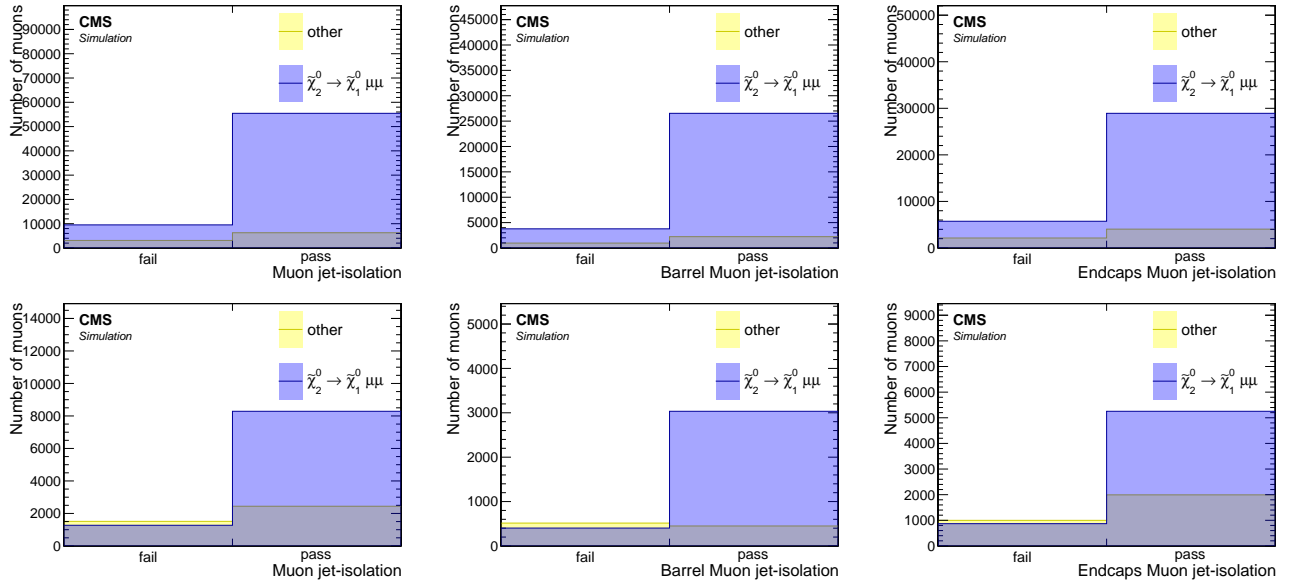 CMS
Simulation
other
χ̃⁰₂ → χ̃⁰₁ μμ
Number of muons
90000
80000
70000
60000
50000
40000
30000
20000
10000
0
fail
pass
Muon jet-isolation
CMS
Simulation
other
χ̃⁰₂ → χ̃⁰₁ μμ
Number of muons
45000
40000
35000
30000
25000
20000
15000
10000
5000
0
fail
pass
Barrel Muon jet-isolation
CMS
Simulation
other
χ̃⁰₂ → χ̃⁰₁ μμ
Number of muons
50000
40000
30000
20000
10000
0
fail
pass
Endcaps Muon jet-isolation
CMS
Simulation
other
χ̃⁰₂ → χ̃⁰₁ μμ
Number of muons
14000
12000
10000
8000
6000
4000
2000
0
fail
pass
Muon jet-isolation
CMS
Simulation
other
χ̃⁰₂ → χ̃⁰₁ μμ
Number of muons
5000
4000
3000
2000
1000
0
fail
pass
Barrel Muon jet-isolation
CMS
Simulation
other
χ̃⁰₂ → χ̃⁰₁ μμ
Number of muons
9000
8000
7000
6000
5000
4000
3000
2000
1000
0
fail
pass
Endcaps Muon jet-isolation